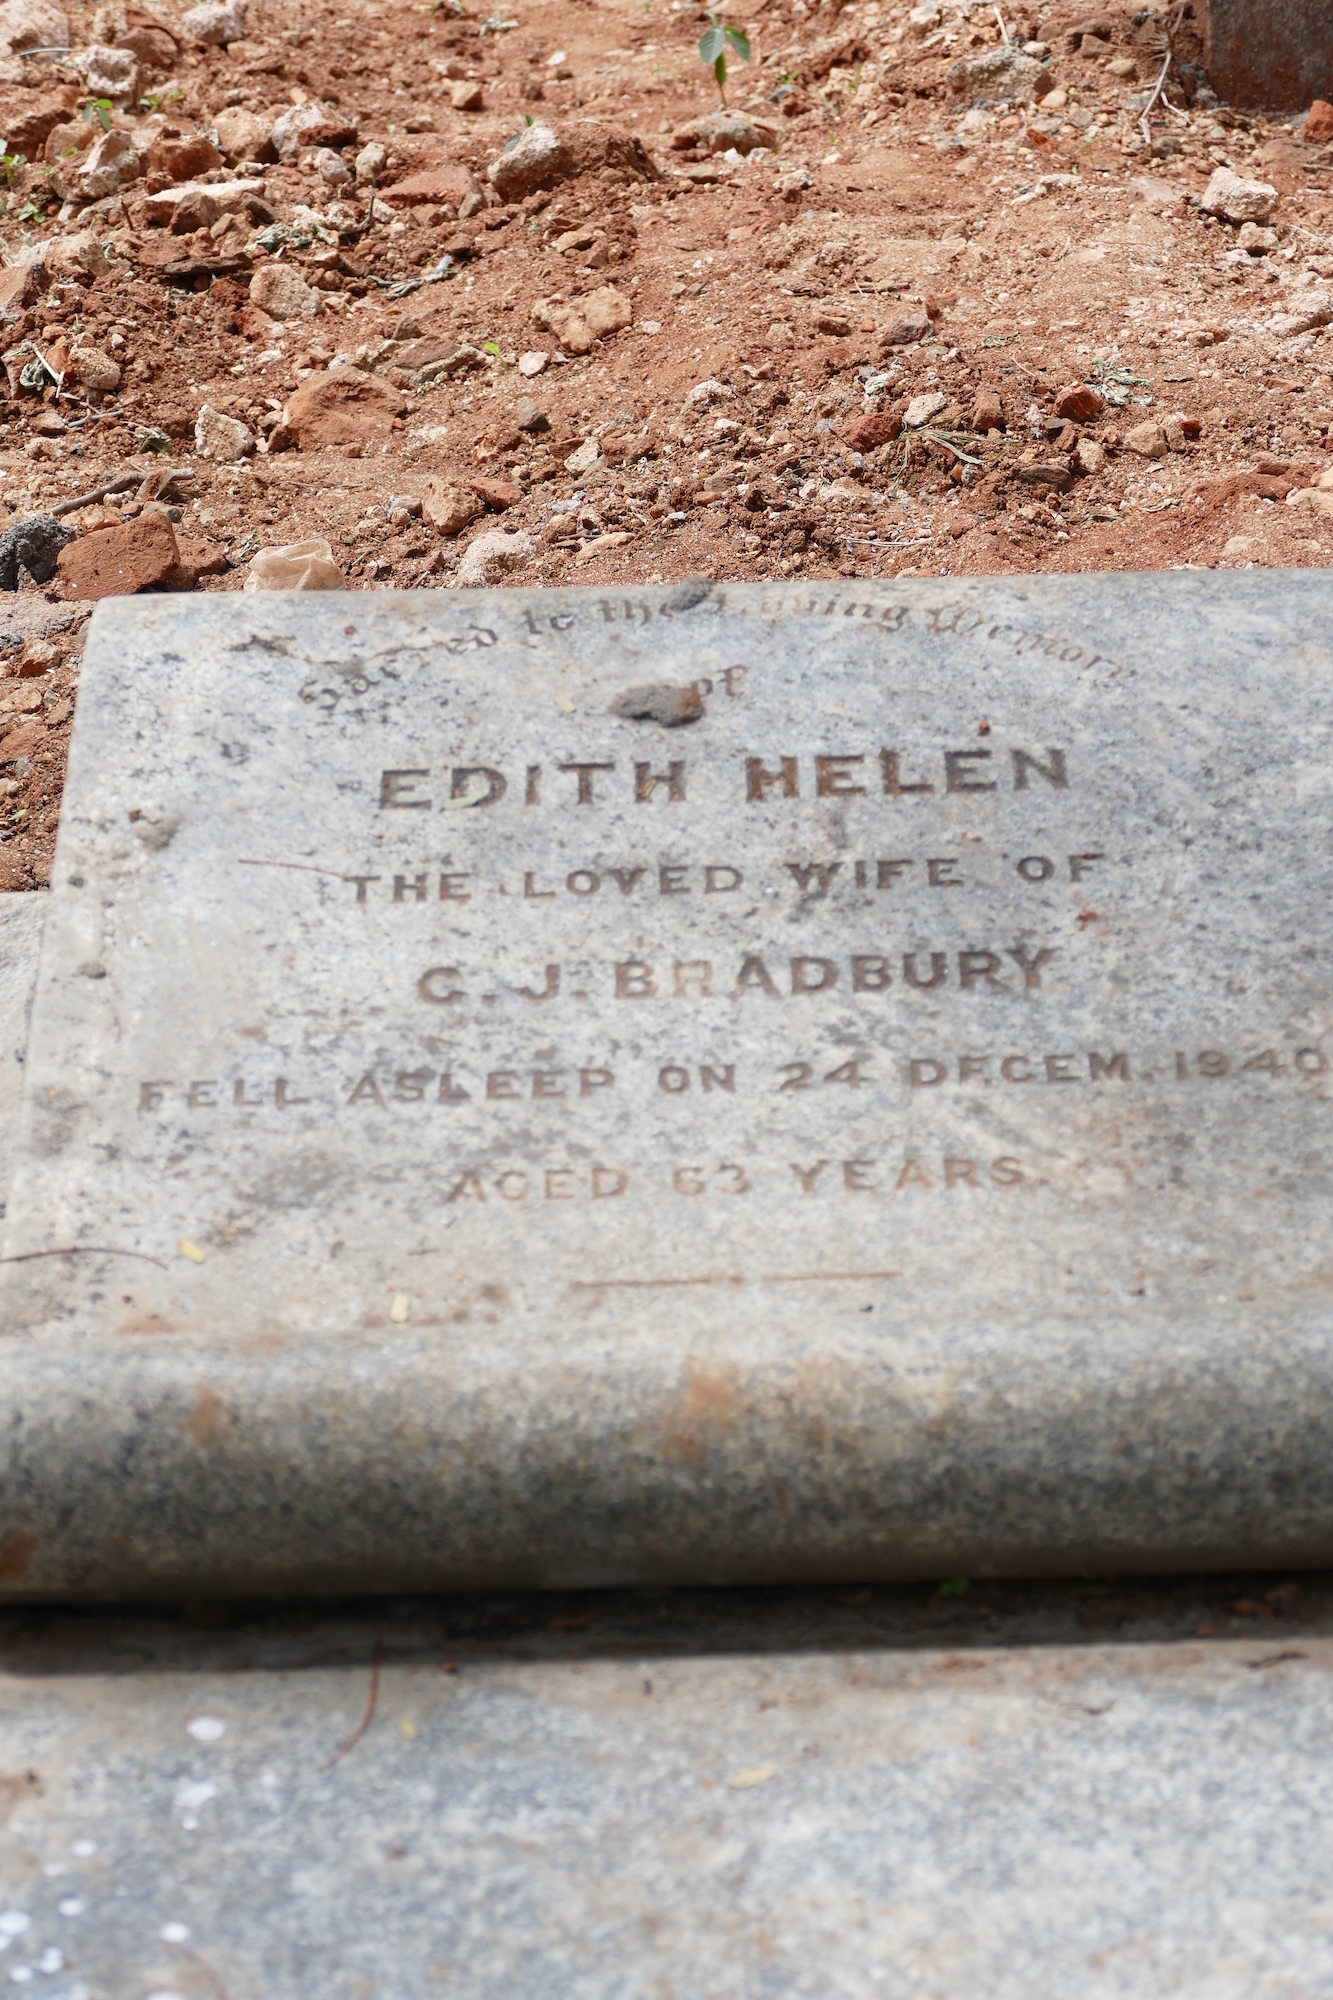 Sacred to the Loving Memory
of
EDITH HELEN
THE LOVED WIFE OF
G. J. BRADBURY
FELL ASLEEP ON 24 DECEM. 1940
AGED 63 YEARS.